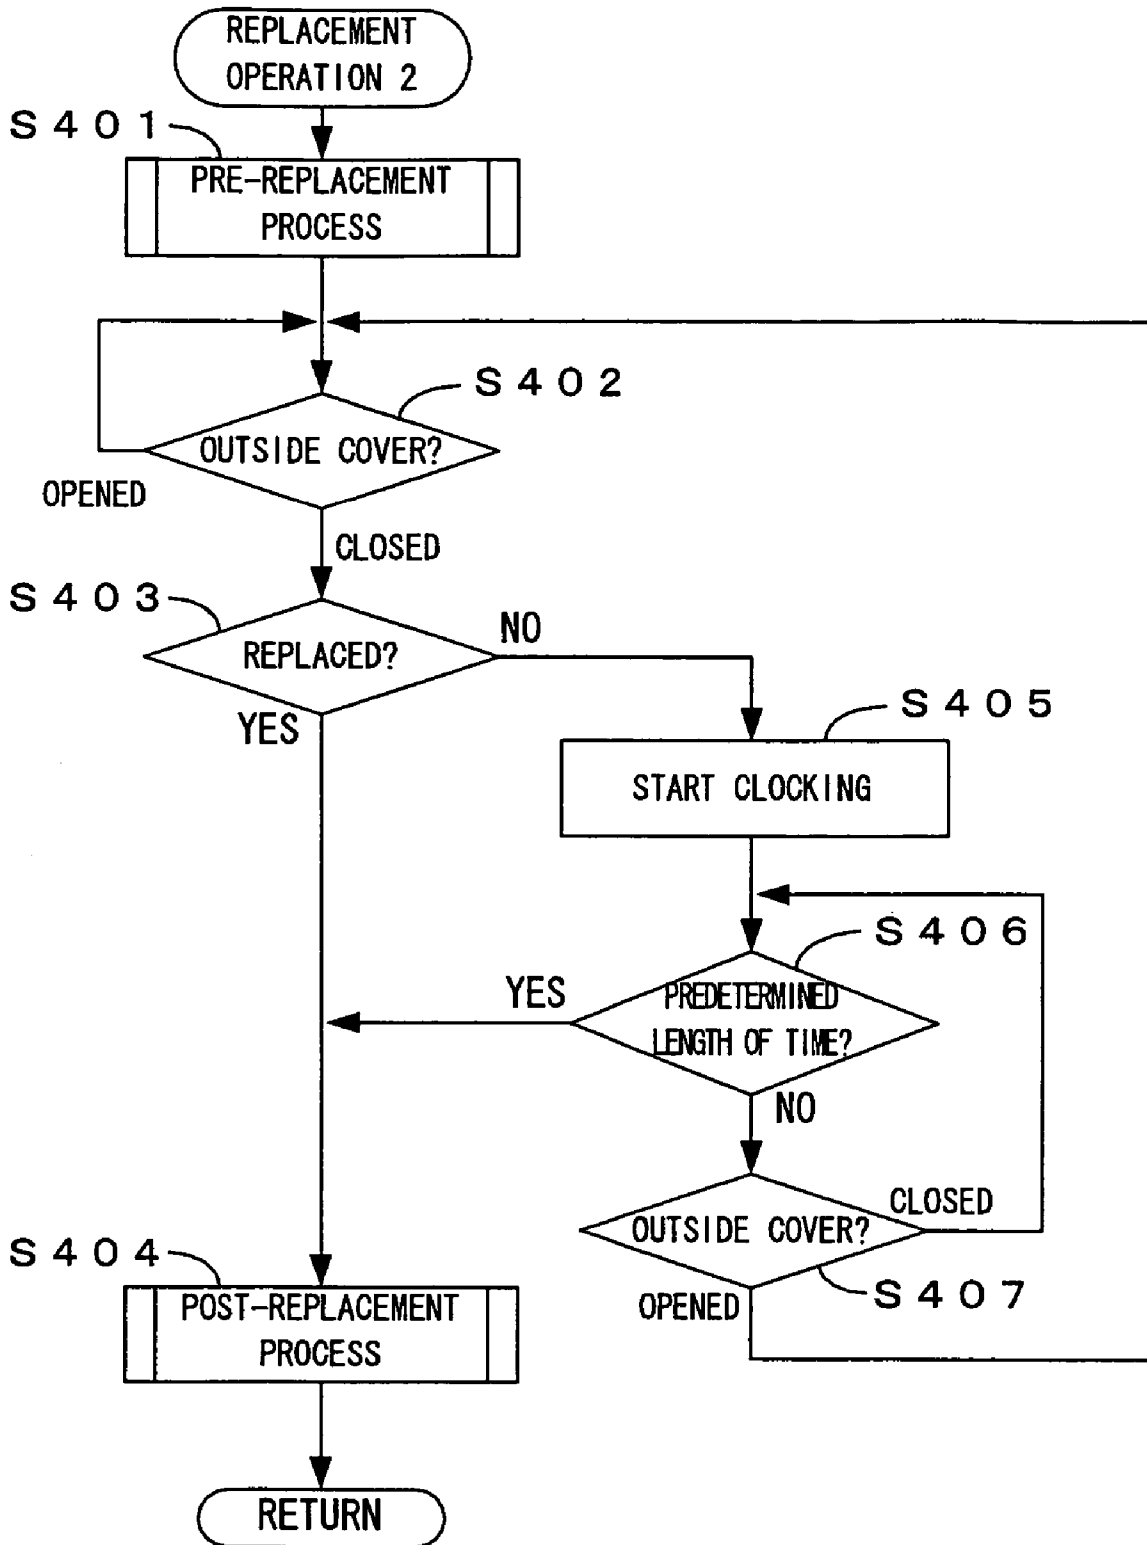 REPLACEMENT
OPERATION 2
S401
PRE-REPLACEMENT
PROCESS
S402
OUTSIDE COVER?
OPENED
CLOSED
S403
REPLACED?
NO
YES
S405
START CLOCKING
S406
PREDETERMINED
LENGTH OF TIME?
YES
NO
OUTSIDE COVER?
CLOSED
S407
OPENED
S404
POST-REPLACEMENT
PROCESS
RETURN